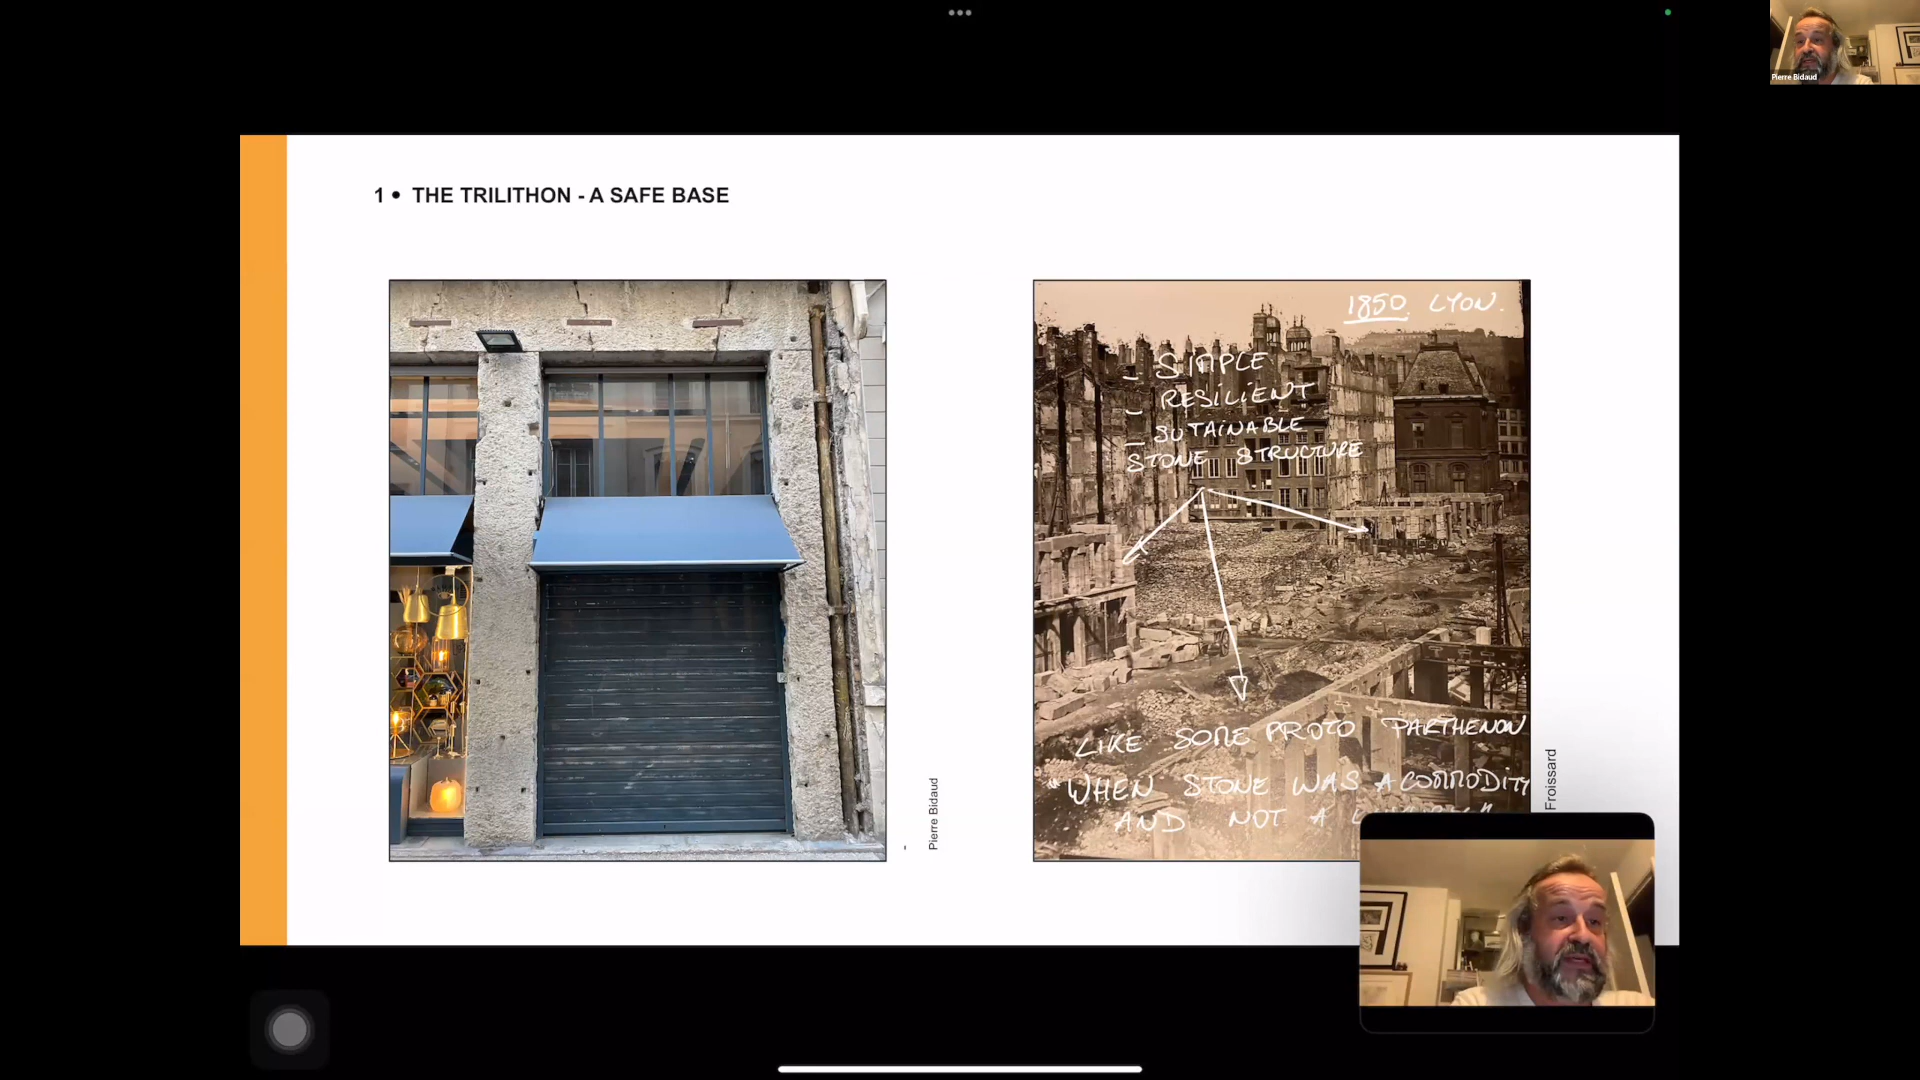 Pierre Bidaud
1 • THE TRILITHON - A SAFE BASE
1850. LYON.
- SIMPLE
- RESILIENT
- SUTAINABLE
STONE STRUCTURE
LIKE SOME PROTO PARTHENON
"WHEN STONE WAS A COMMODITY
AND NOT A
Pierre Bidaud
Froissard